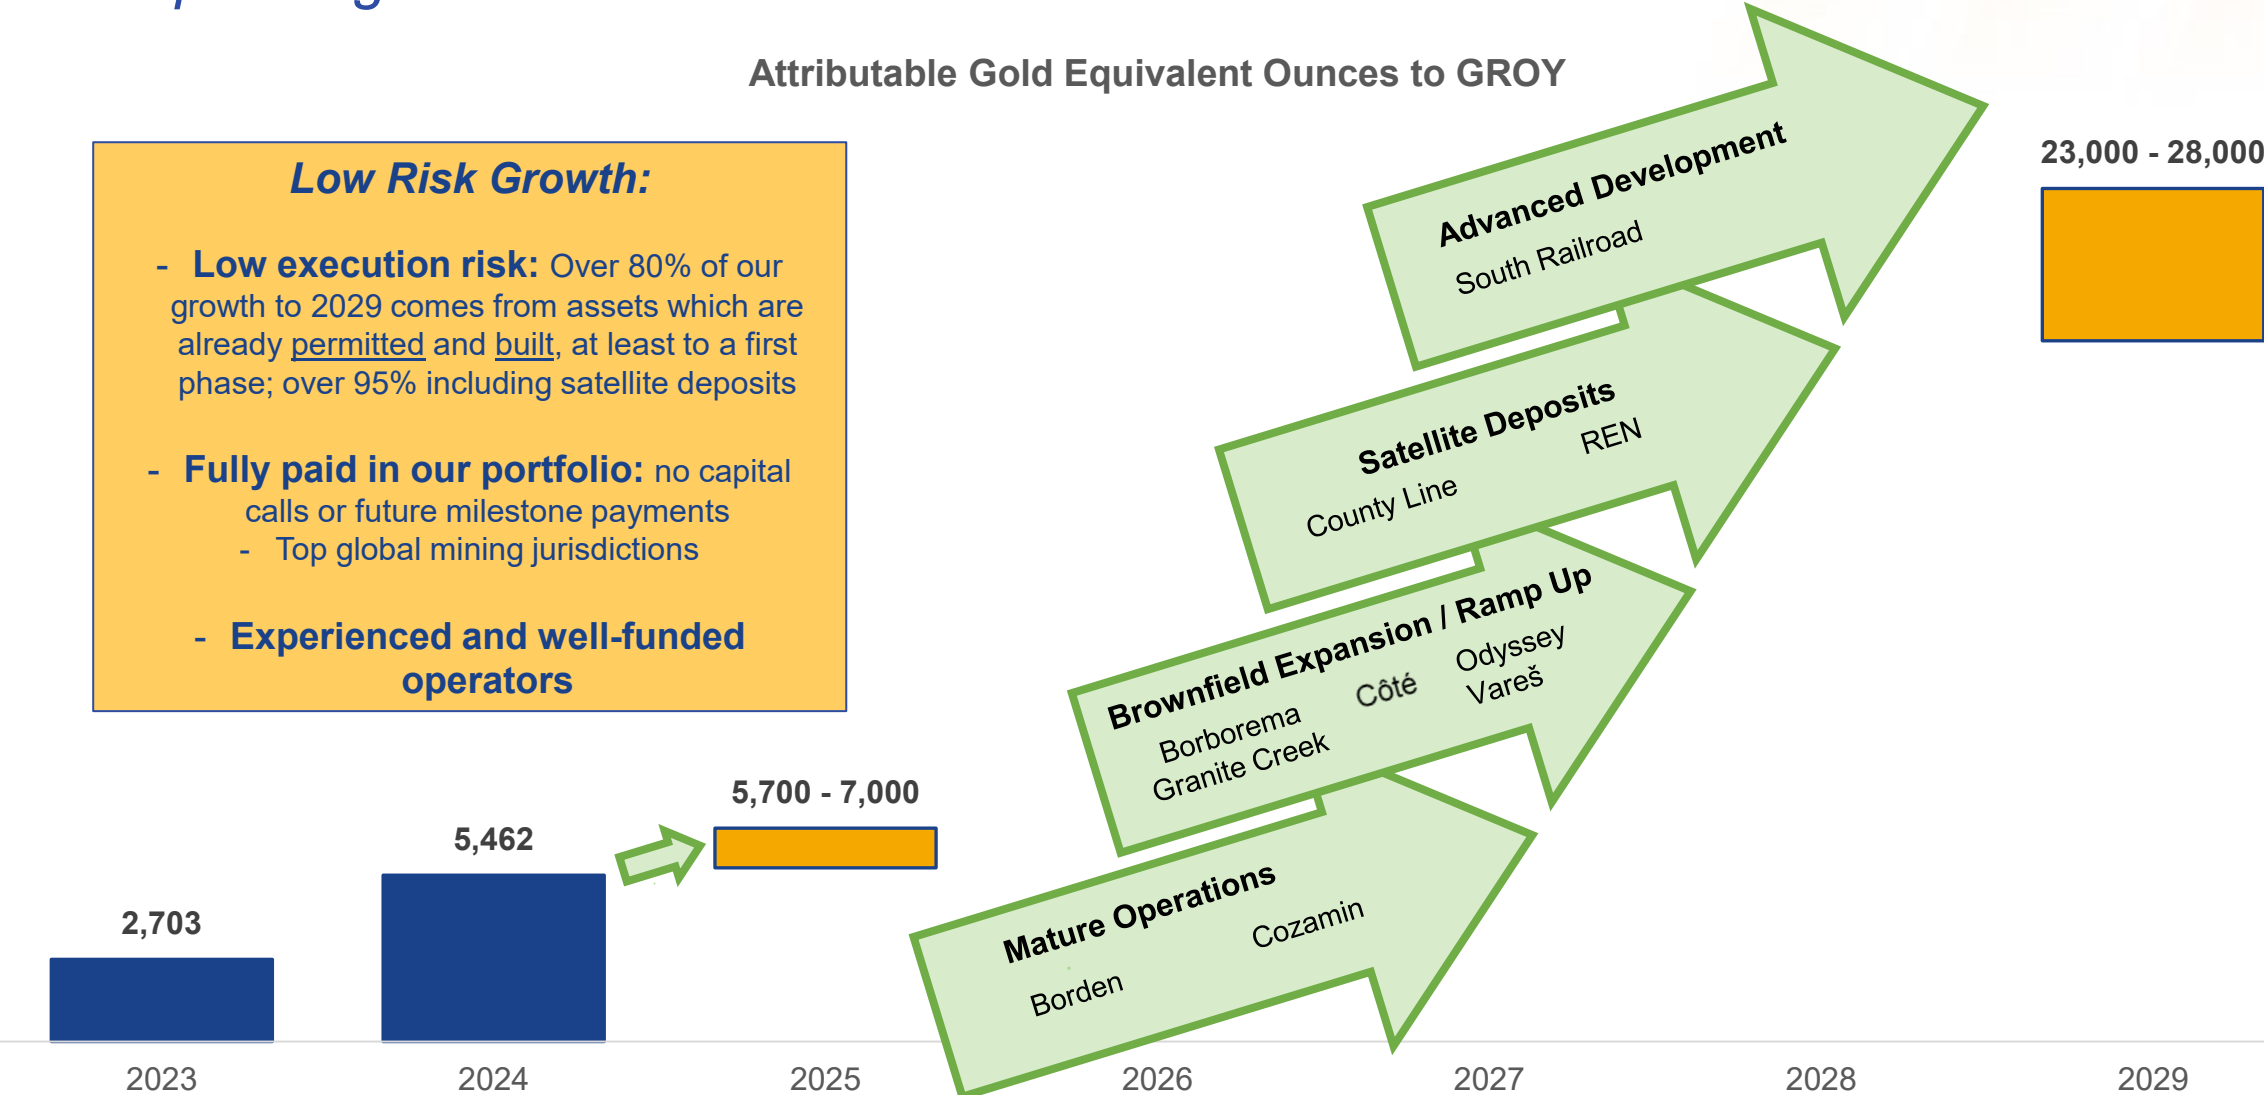 Attributable Gold Equivalent Ounces to GROY
Low Risk Growth:
- Low execution risk: Over 80% of our
growth to 2029 comes from assets which are
already permitted and built, at least to a first
phase; over 95% including satellite deposits
- Fully paid in our portfolio: no capital
calls or future milestone payments
- Top global mining jurisdictions
- Experienced and well-funded
operators
Advanced Development
South Railroad
Satellite Deposits
REN
County Line
Brownfield Expansion / Ramp Up
Odyssey
Côté
Vareš
Borborema
Granite Creek
Mature Operations
Cozamin
Borden
2,703
5,462
5,700 - 7,000
23,000 - 28,000
2023
2024
2025
2026
2027
2028
2029